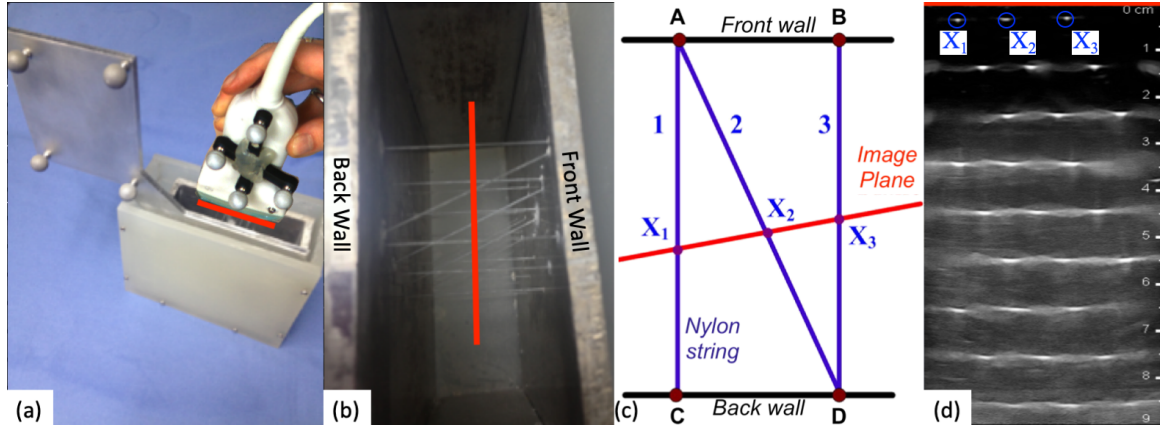 (a)
Back Wall
Front Wall
(b)
A
B
Front wall
1
2
3
Image
Plane
X1
X2
X3
Nylon
string
C
Back wall
D
(c)
0 cm
X1
X2
X3
1
2
3
4
5
6
7
8
9
(d)